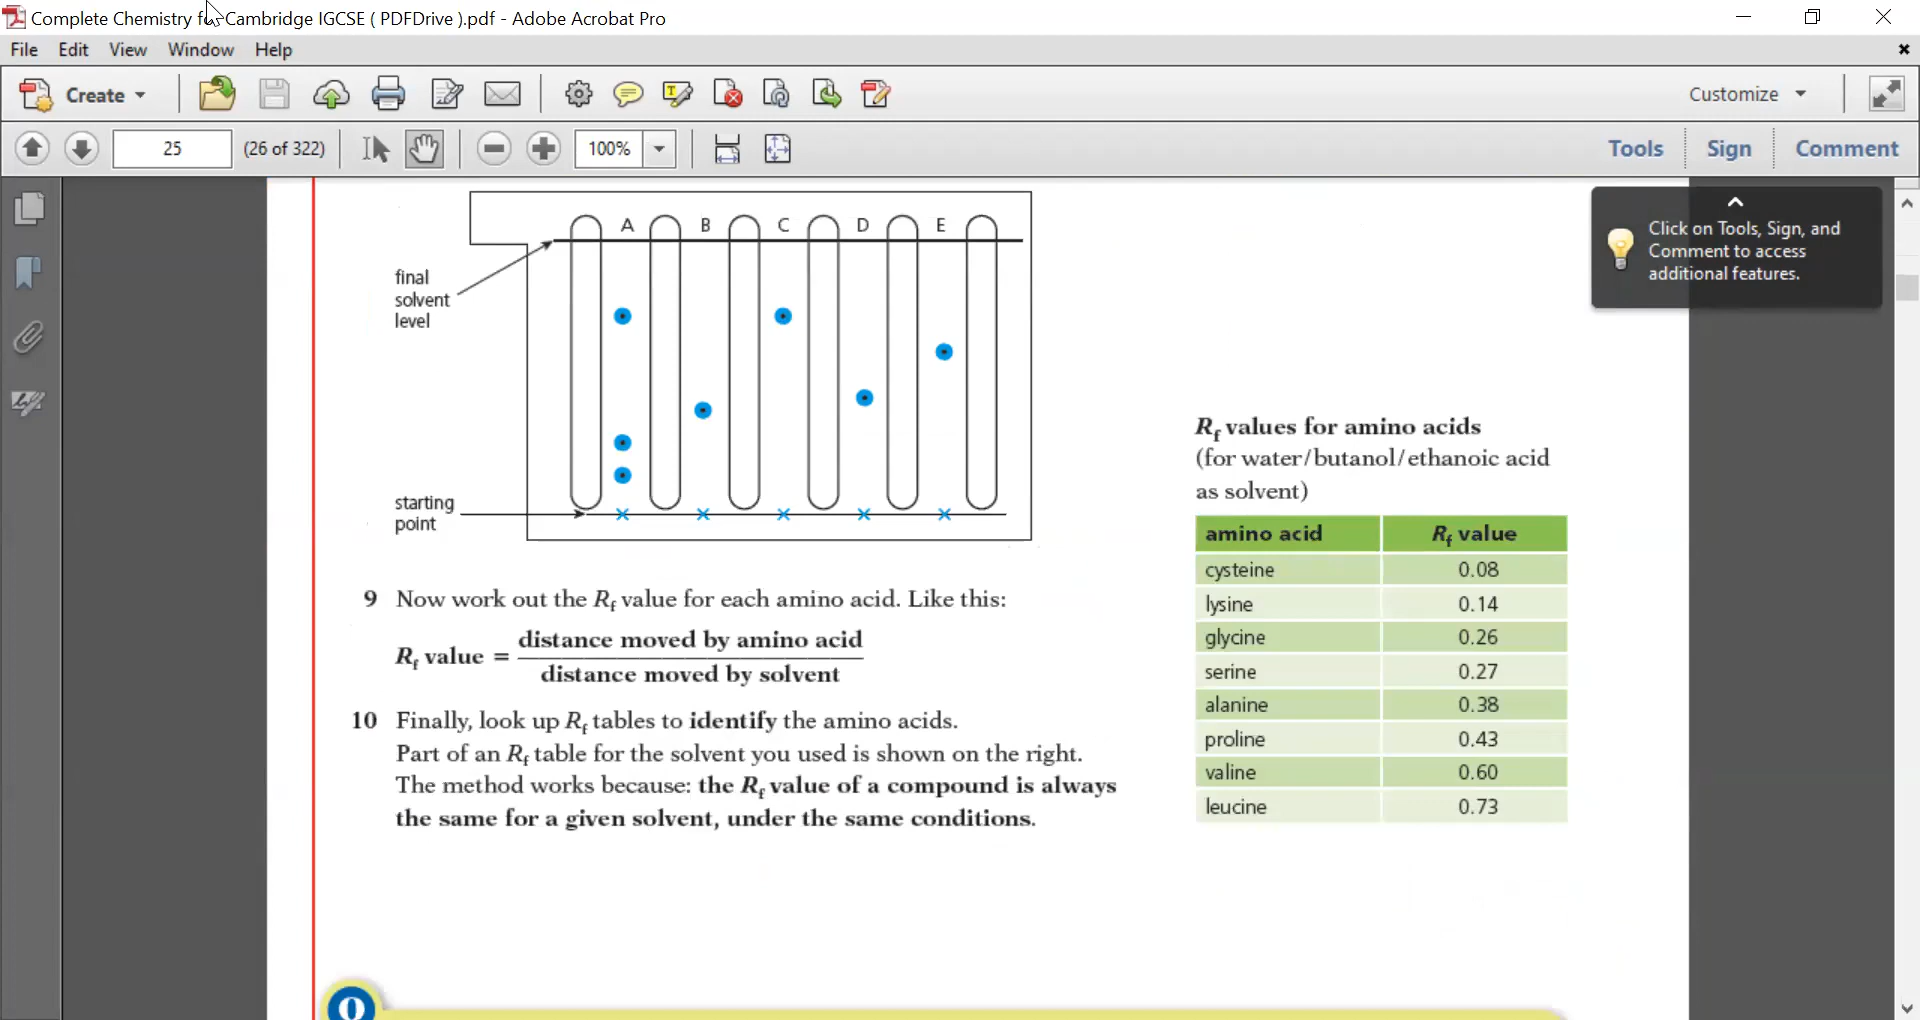 Complete Chemistry for Cambridge IGCSE ( PDFDrive ).pdf - Adobe Acrobat Pro
File Edit View Window Help
Create
Customize
25 (26 of 322) 100% Tools Sign Comment
Click on Tools, Sign, and
Comment to access
additional features.
A B C D E
final
solvent
level
starting
point
9 Now work out the Rf value for each amino acid. Like this:
Rf value = distance moved by amino acid
distance moved by solvent
10 Finally, look up Rf tables to identify the amino acids.
Part of an Rf table for the solvent you used is shown on the right.
The method works because: the Rf value of a compound is always
the same for a given solvent, under the same conditions.
Rf values for amino acids
(for water/butanol/ethanoic acid
as solvent)
amino acid Rf value
cysteine 0.08
lysine 0.14
glycine 0.26
serine 0.27
alanine 0.38
proline 0.43
valine 0.60
leucine 0.73
Q